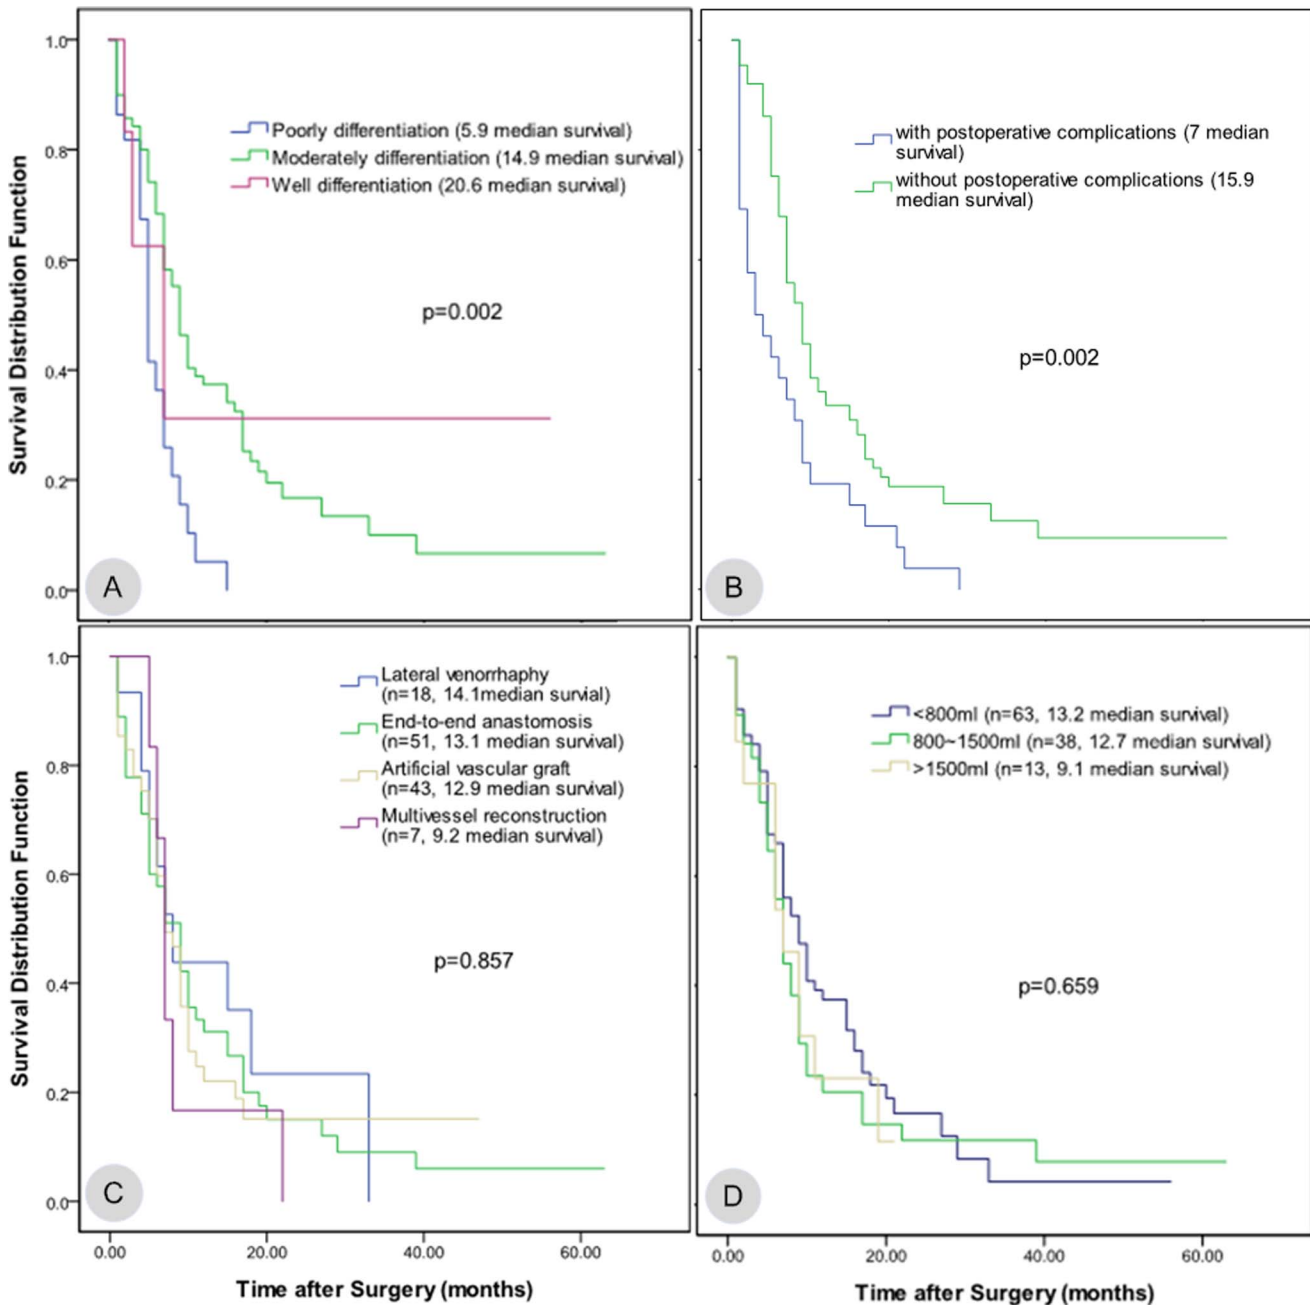 Survival Distribution Function
1.0
0.8
0.6
0.4
0.2
0.0
Poorly differentiation (5.9 median survival)
Moderately differentiation (14.9 median survival)
Well differentiation (20.6 median survival)
p=0.002
A
with postoperative complications (7 median
survival)
without postoperative complications (15.9
median survival)
p=0.002
B
Survival Distribution Function
1.0
0.8
0.6
0.4
0.2
0.0
Lateral venorrhaphy
(n=18, 14.1median survial)
End-to-end anastomosis
(n=51, 13.1 median survival)
Artificial vascular graft
(n=43, 12.9 median survival)
Multivessel reconstruction
(n=7, 9.2 median survival)
p=0.857
C
0.00 20.00 40.00 60.00
Time after Surgery (months)
<800ml (n=63, 13.2 median survival)
800~1500ml (n=38, 12.7 median survival)
>1500ml (n=13, 9.1 median survival)
p=0.659
D
0.00 20.00 40.00 60.00
Time after Surgery (months)